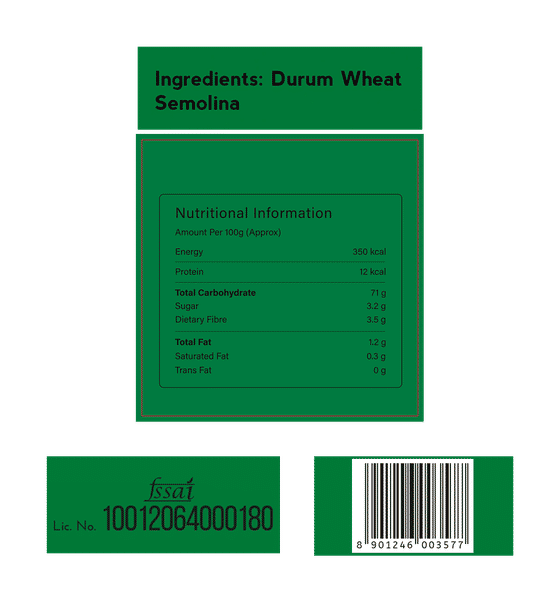 Ingredients: Durum Wheat
Semolina
Nutritional Information
Amount Per 100g (Approx)
Energy 350 kcal
Protein 12 kcal
Total Carbohydrate 71 g
Sugar 3.2 g
Dietary Fibre 3.5 g
Total Fat 1.2 g
Saturated Fat 0.3 g
Trans Fat 0 g
fssai
Lic. No. 10012064000180
8 901246 003577